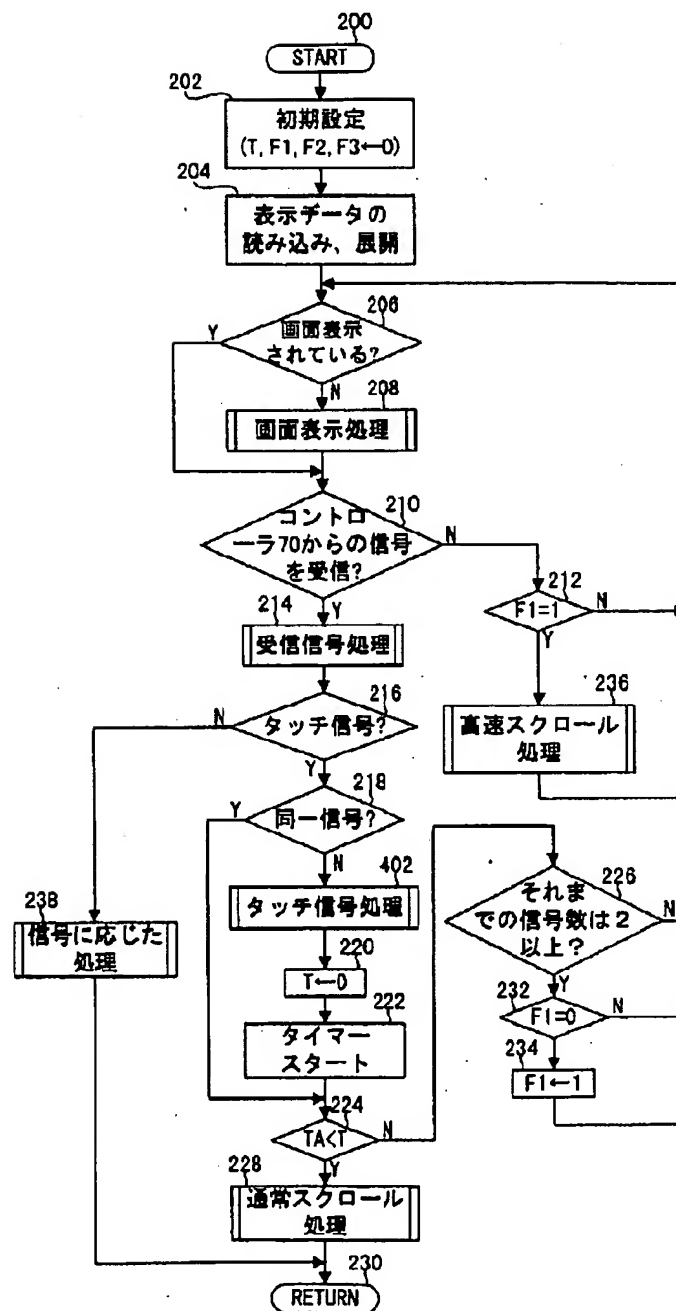 200
START
202
初期設定
(T, F1, F2, F3←0)
204
表示データの
読み込み、展開
206
画面表示
されている?
Y
N
208
画面表示処理
210
コントロ
ーラ70からの信号
を受信?
N
Y
212
F1=1
N
Y
214
受信信号処理
236
高速スクロール
処理
216
タッチ信号?
N
Y
218
同一信号?
Y
N
402
タッチ信号処理
226
それま
での信号数は2
以上?
N
Y
238
信号に応じた
処理
220
T←0
232
F1=0
N
222
タイマー
スタート
234
F1←1
224
TA<T
N
Y
228
通常スクロール
処理
230
RETURN